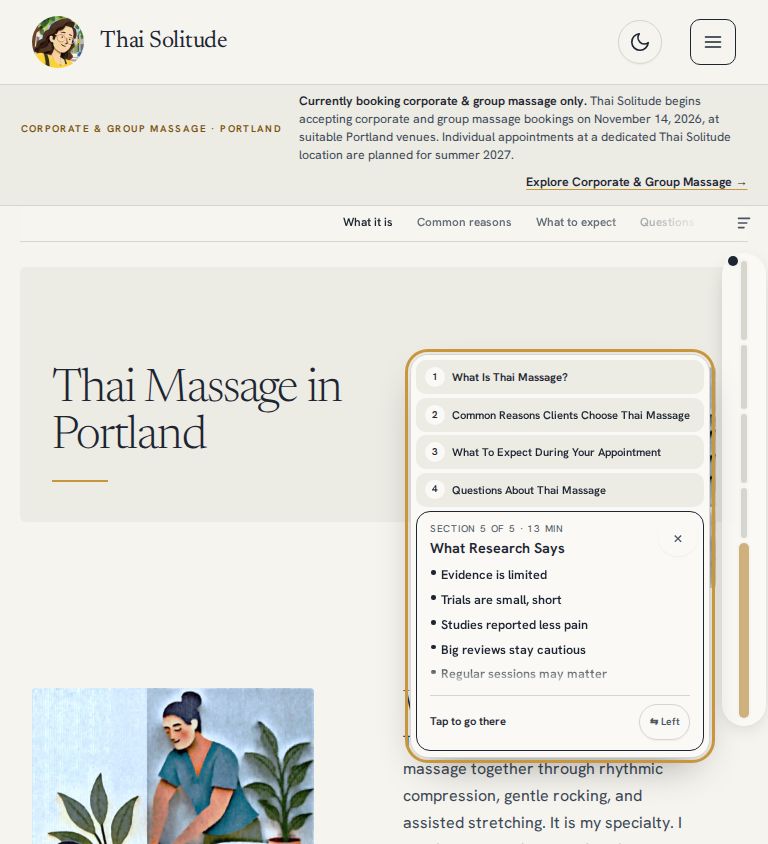 Thai Solitude
CORPORATE & GROUP MASSAGE · PORTLAND
Currently booking corporate & group massage only. Thai Solitude begins
accepting corporate and group massage bookings on November 14, 2026, at
suitable Portland venues. Individual appointments at a dedicated Thai Solitude
location are planned for summer 2027.
Explore Corporate & Group Massage →
What it is Common reasons What to expect Questions
Thai Massage in
Portland
1 What Is Thai Massage?
2 Common Reasons Clients Choose Thai Massage
3 What To Expect During Your Appointment
4 Questions About Thai Massage
SECTION 5 OF 5 · 13 MIN
What Research Says
• Evidence is limited
• Trials are small, short
• Studies reported less pain
• Big reviews stay cautious
• Regular sessions may matter
Tap to go there
⇆ Left
massage together through rhythmic
compression, gentle rocking, and
assisted stretching. It is my specialty. I